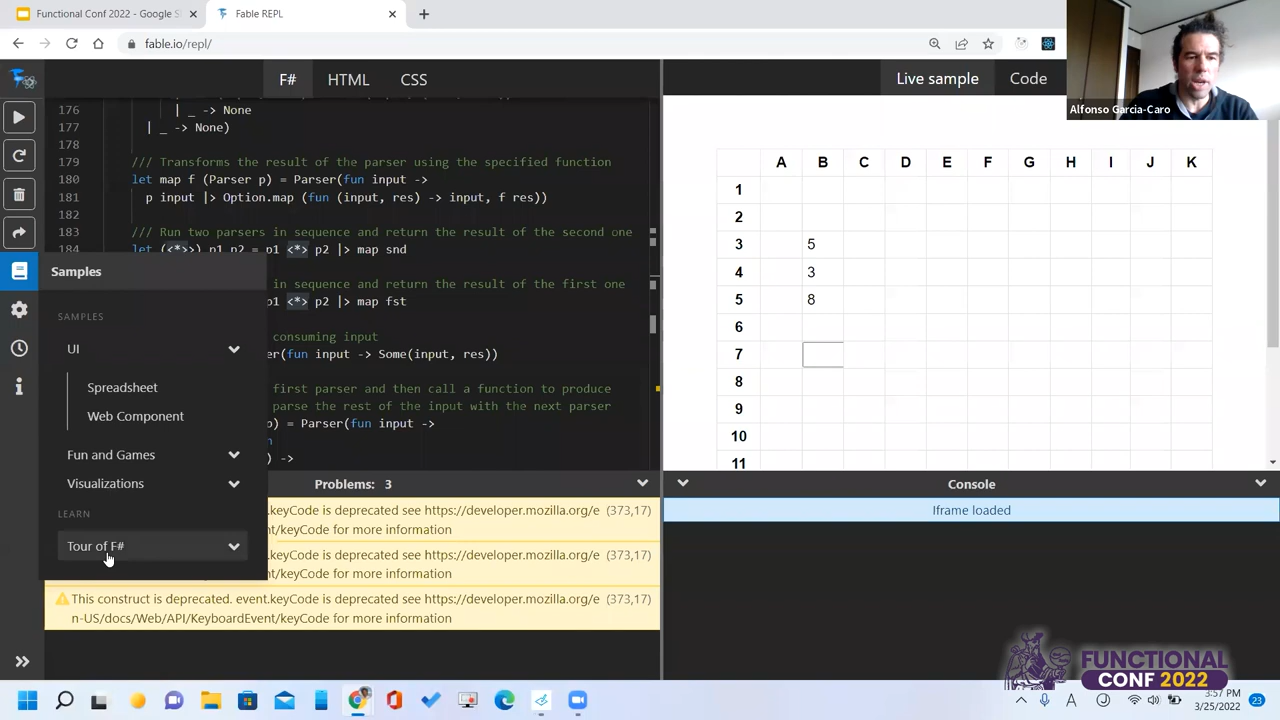 Functional Conf 2022 - Google S
Fable REPL
fable.io/repl/
Alfonso Garcia-Caro
F#
HTML
CSS
Live sample
Code
176 | _ -> None
177 | _ -> None)
178
179 /// Transforms the result of the parser using the specified function
180 let map f (Parser p) = Parser(fun input ->
181 p input |> Option.map (fun (input, res) -> input, f res))
182
183 /// Run two parsers in sequence and return the result of the second one
184 let (<*>>) p1 p2 = p1 <*> p2 |> map snd
in sequence and return the result of the first one
p1 <*> p2 |> map fst
consuming input
er(fun input -> Some(input, res))
first parser and then call a function to produce
parse the rest of the input with the next parser
p) = Parser(fun input ->
n
) ->
Samples
SAMPLES
UI
Spreadsheet
Web Component
Fun and Games
Visualizations
LEARN
Tour of F#
Problems: 3
.keyCode is deprecated see https://developer.mozilla.org/e (373,17)
nt/keyCode for more information
.keyCode is deprecated see https://developer.mozilla.org/e (373,17)
nt/keyCode for more information
This construct is deprecated. event.keyCode is deprecated see https://developer.mozilla.org/e (373,17)
n-US/docs/Web/API/KeyboardEvent/keyCode for more information
A B C D E F G H I J K
1
2
3 5
4 3
5 8
6
7
8
9
10
11
Console
Iframe loaded
FUNCTIONAL
CONF 2022
3:57 PM
3/25/2022
23